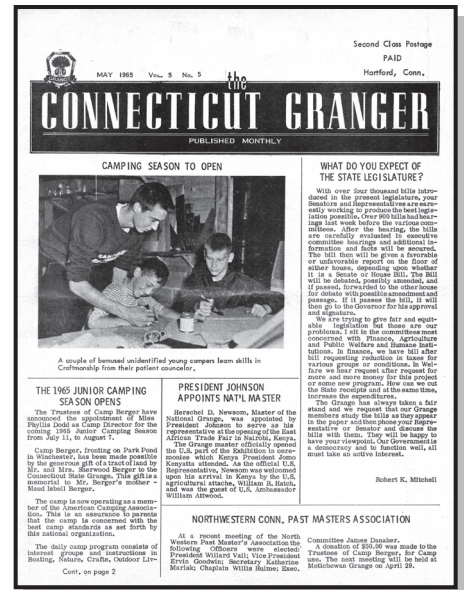 Second Class Postage
PAID
Hartford, Conn.
GRANGE
MAY 1965 VOL. 5 No. 5
the
CONNECTICUT GRANGER
PUBLISHED MONTHLY
CAMPING SEASON TO OPEN
A couple of bemused unidentified young campers learn skills in
Craftmanship from their patient counselor.
THE 1965 JUNIOR CAMPING
SEASON OPENS
The Trustees of Camp Berger have
announced the appointment of Miss
Phyllis Dodd as Camp Director for the
coming 1965 Junior Camping Season
from July 11, to August 7.
Camp Berger, fronting on Park Pond
in Winchester, has been made possible
by the generous gift of a tract of land by
Mr. and Mrs. Sherwood Berger to the
Connecticut State Grange. This gift is a
memorial to Mr. Berger's mother -
Maud Isbell Berger.
The camp is now operating as a mem-
ber of the American Camping Associa-
tion. This is an assurance to parents
that the camp is concerned with the
best camp standards as set forth by
this national organization.
The daily camp program consists of
interest groups and instructions in
Boating, Nature, Crafts, Outdoor Liv-
Cont. on page 2
PRESIDENT JOHNSON
APPOINTS NAT'L MASTER
Herschel D. Newsom, Master of the
National Grange, was appointed by
President Johnson to serve as his
representative at the opening of the East
African Trade Fair in Nairobi, Kenya.
The Grange master officially opened
the U.S. part of the Exhibition in cere-
monies which Kenya President Jomo
Kenyatta attended. As the official U.S.
Representative, Newsom was welcomed
upon his arrival in Kenya by the U.S.
agricultural attache, William R. Hatch,
and was the guest of U.S. Ambassador
William Attwood.
WHAT DO YOU EXPECT OF
THE STATE LEGISLATURE?
With over four thousand bills intro-
duced in the present legislature, your
Senators and Representatives are earn-
estly working to produce the best legis-
lation possible. Over 900 bills had hear-
ings last week before the various com-
mittees. After the hearing, the bills
are carefully evaluated in executive
committee hearings and additional in-
formation and facts will be secured.
The bill then will be given a favorable
or unfavorable report on the floor of
either house, depending upon whether
it is a Senate or House Bill. The Bill
will be debated, possibly amended, and
if passed, forwarded to the other house
for debate with possible amendment and
passage. If it passes the bill, it will
then go to the Governor for his approval
and signature.
We are trying to give fair and equit-
able legislation but these are our
problems. I sit in the committees most
concerned with Finance, Agriculture
and Public Welfare and Humane Insti-
tutions. In finance, we have bill after
bill requesting reduction in taxes for
various groups or conditions. In Wel-
fare we hear request after request for
more and more money for this project
or some new program. How can we cut
the State receipts and at the same time,
increase the expenditures.
The Grange has always taken a fair
stand and we request that our Grange
members study the bills as they appear
in the paper and then phone your Repre-
sentative or Senator and discuss the
bills with them. They will be happy to
have your viewpoint. Our Government is
a democracy and to function well, all
must take an active interest.
Robert K. Mitchell
NORTHWESTERN CONN. PAST MASTERS ASSOCIATION
At a recent meeting of the North
Western Past Master's Association the
following Officers were elected:
President Willard Vail; Vice President
Ervin Goodwin; Secretary Katherine
Markle; Chaplin Willis Hulme; Exec.
Committee James Danaher.
A donation of $50.00 was made to the
Trustees of Camp Berger, for Camp
use. The next meeting will be held at
Metichewan Grange on April 29.